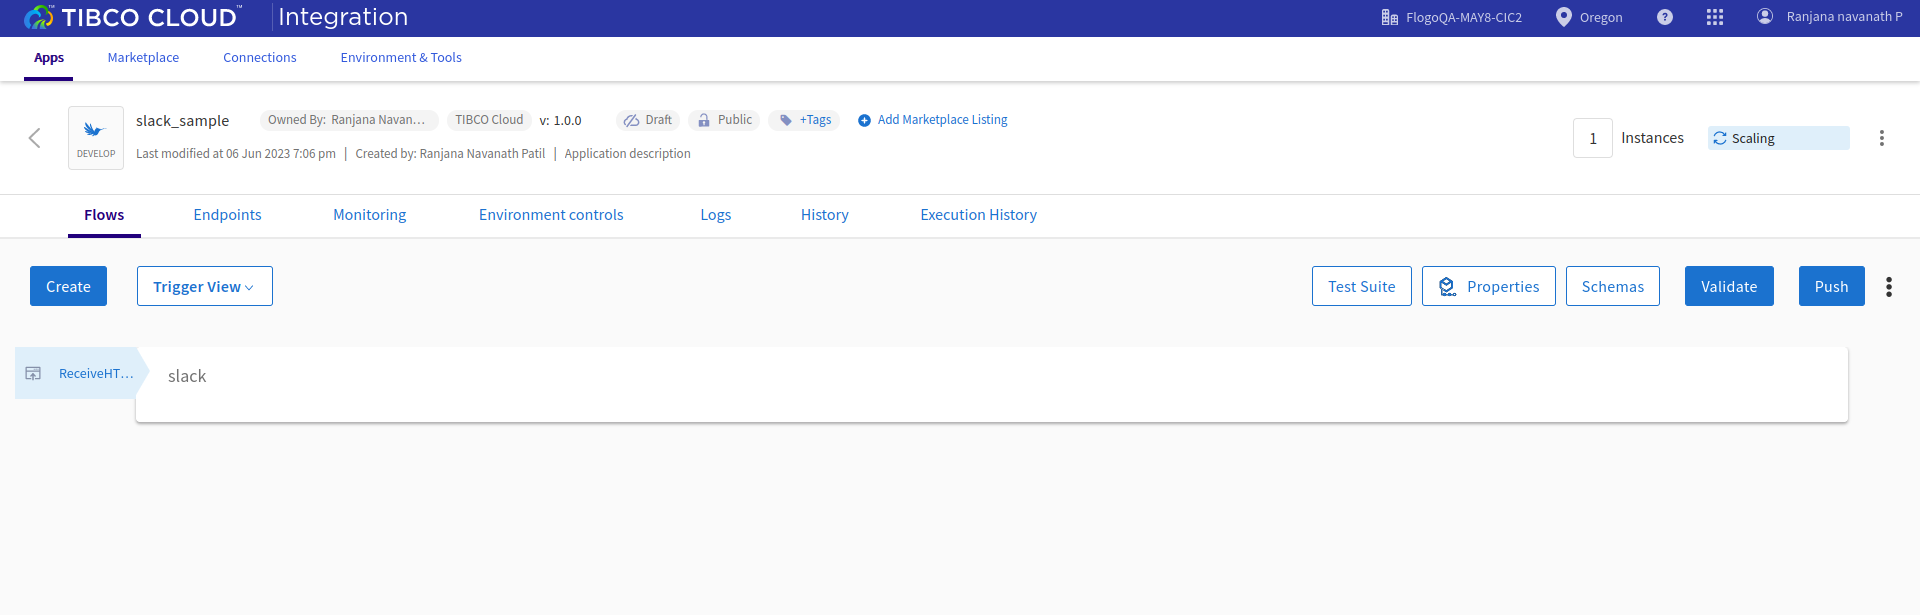 TIBCO CLOUD™ Integration
FlogoQA-MAY8-CIC2
Oregon
?
Ranjana navanath P
Apps
Marketplace
Connections
Environment & Tools
DEVELOP
slack_sample
Owned By: Ranjana Navan...
TIBCO Cloud
v: 1.0.0
Draft
Public
+Tags
Add Marketplace Listing
Last modified at 06 Jun 2023 7:06 pm | Created by: Ranjana Navanath Patil | Application description
1 Instances
Scaling
Flows
Endpoints
Monitoring
Environment controls
Logs
History
Execution History
Create
Trigger View
Test Suite
Properties
Schemas
Validate
Push
ReceiveHT...
slack